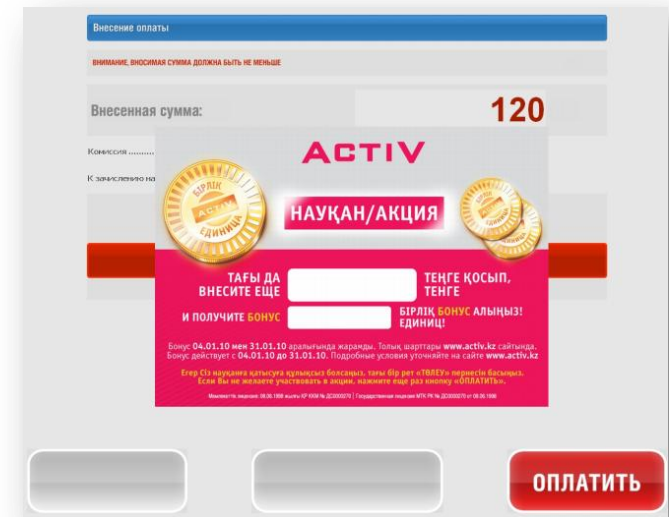 Внесение оплаты
ВНИМАНИЕ, ВНОСИМАЯ СУММА ДОЛЖНА БЫТЬ НЕ МЕНЬШЕ
Внесенная сумма: 120
Комиссия ..........
К зачислению на
ACTIV
БІРЛІК
ACTIV
ЕДИНИЦА
НАУҚАН/АКЦИЯ
ТАҒЫ ДА ТЕҢГЕ ҚОСЫП,
ВНЕСИТЕ ЕЩЕ ТЕНГЕ
И ПОЛУЧИТЕ БОНУС БІРЛІҚ БОНУС АЛЫҢЫЗ!
ЕДИНИЦ!
Бонус 04.01.10 мен 31.01.10 аралығында жарамды. Толық шарттары www.activ.kz сайтында.
Бонус действует с 04.01.10 до 31.01.10. Подробные условия уточняйте на сайте www.activ.kz
Егер Сіз науқанға қатысуға құлықсыз болсаңыз, тағы бір рет «ТӨЛЕУ» пернесін басыңыз.
Если Вы не желаете участвовать в акции, нажмите еще раз кнопку «ОПЛАТИТЬ».
ОПЛАТИТЬ